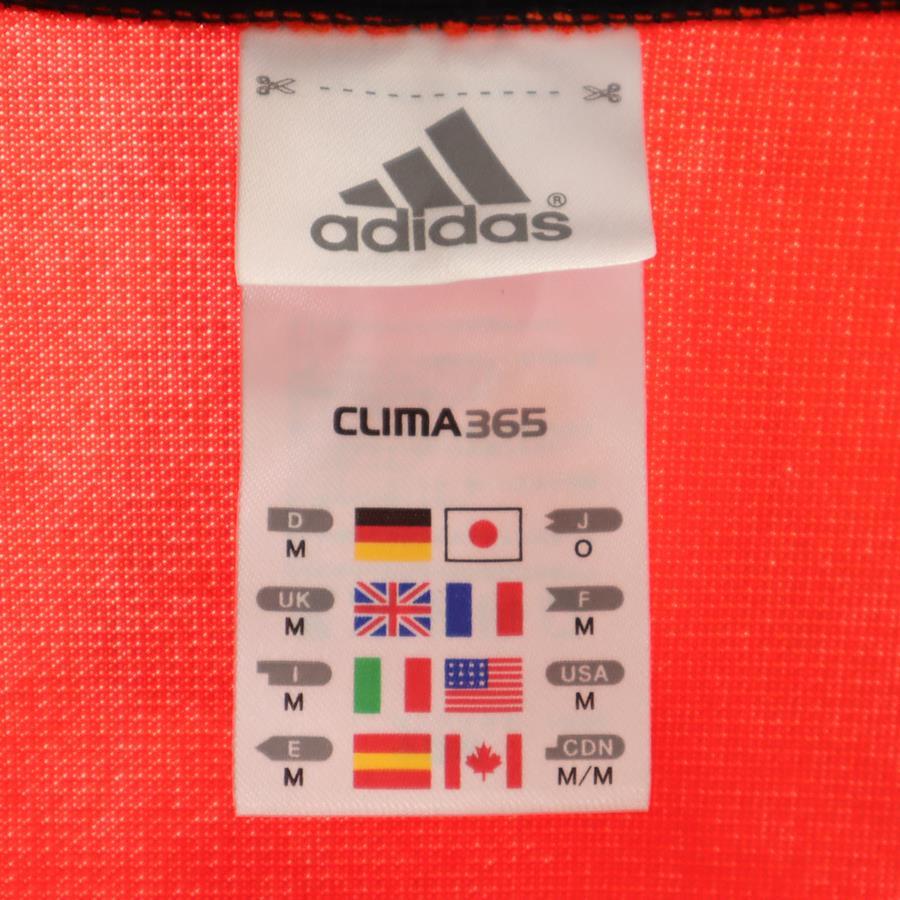 adidas®
CLIMA365
D J
M O
UK F
M M
I USA
M M
E CDN
M M/M